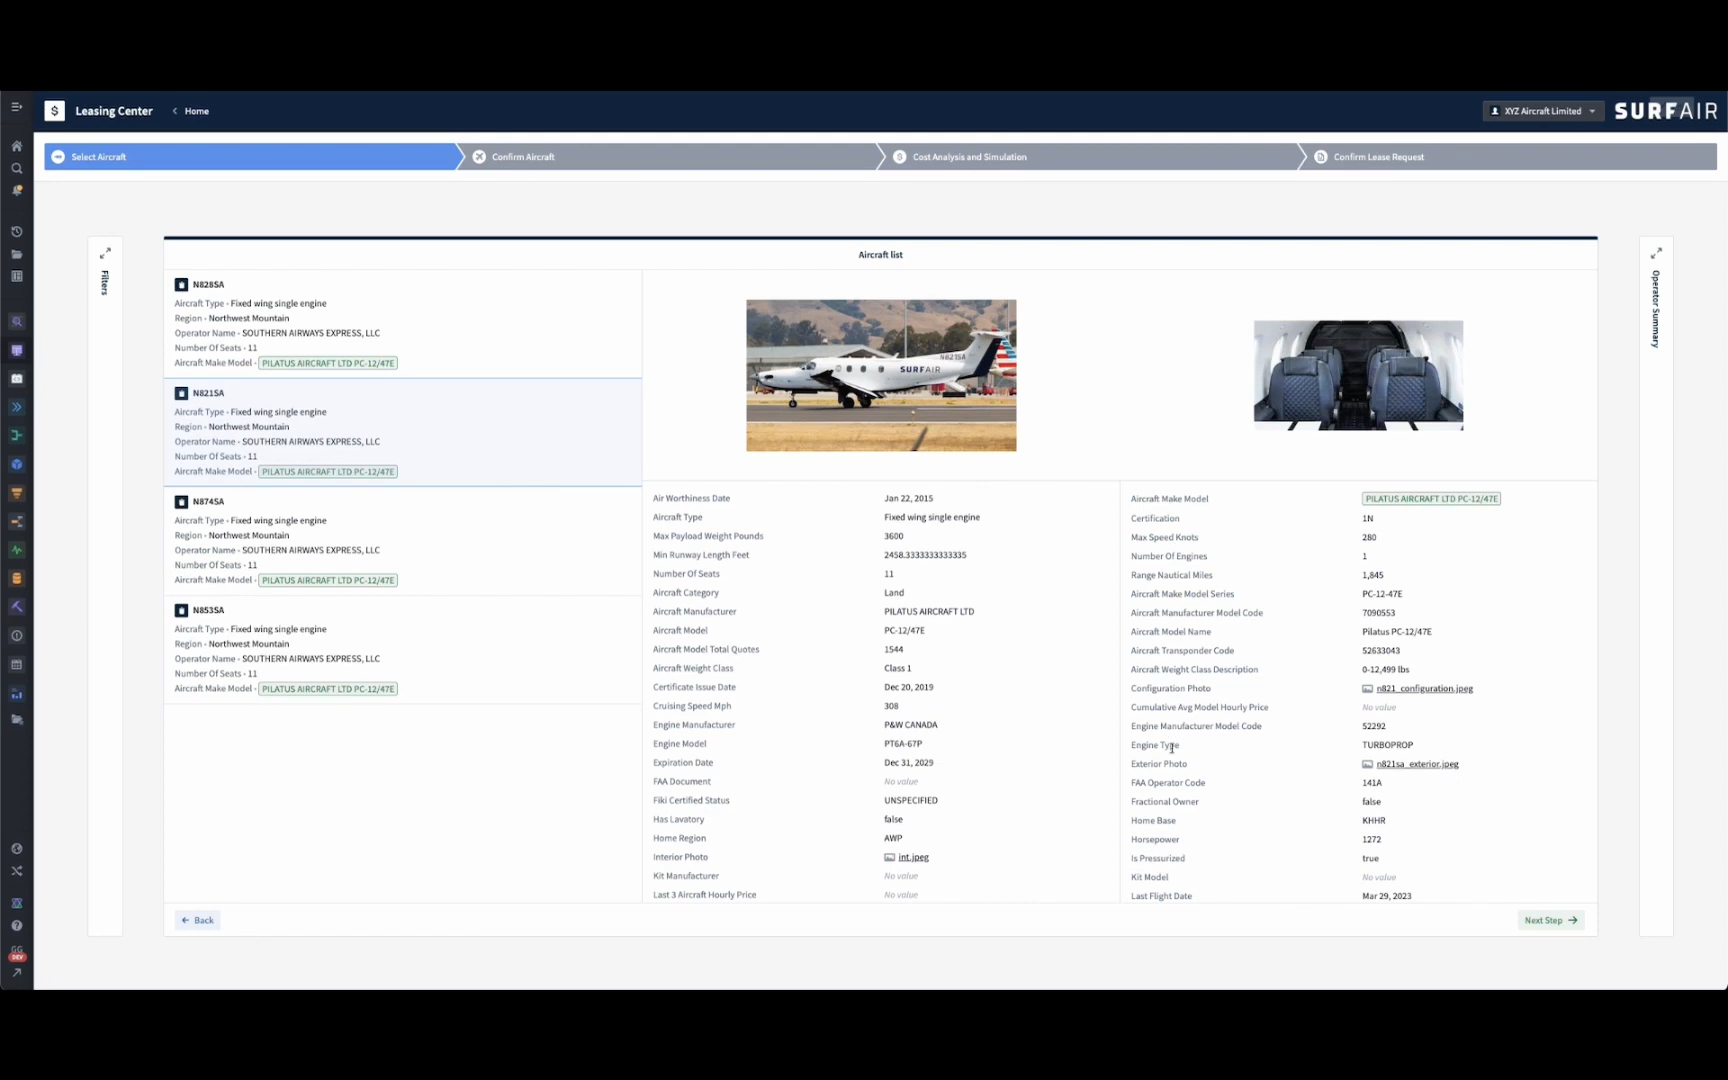 $ Leasing Center < Home
XYZ Aircraft Limited
SURFAIR
Select Aircraft
Confirm Aircraft
Cost Analysis and Simulation
Confirm Lease Request
Filters
Aircraft list
Operator Summary
N828SA
Aircraft Type - Fixed wing single engine
Region - Northwest Mountain
Operator Name - SOUTHERN AIRWAYS EXPRESS, LLC
Number Of Seats - 11
Aircraft Make Model - PILATUS AIRCRAFT LTD PC-12/47E
N821SA
Aircraft Type - Fixed wing single engine
Region - Northwest Mountain
Operator Name - SOUTHERN AIRWAYS EXPRESS, LLC
Number Of Seats - 11
Aircraft Make Model - PILATUS AIRCRAFT LTD PC-12/47E
N874SA
Aircraft Type - Fixed wing single engine
Region - Northwest Mountain
Operator Name - SOUTHERN AIRWAYS EXPRESS, LLC
Number Of Seats - 11
Aircraft Make Model - PILATUS AIRCRAFT LTD PC-12/47E
N853SA
Aircraft Type - Fixed wing single engine
Region - Northwest Mountain
Operator Name - SOUTHERN AIRWAYS EXPRESS, LLC
Number Of Seats - 11
Aircraft Make Model - PILATUS AIRCRAFT LTD PC-12/47E
N821SA
SURFAIR
Air Worthiness Date Jan 22, 2015
Aircraft Type Fixed wing single engine
Max Payload Weight Pounds 3600
Min Runway Length Feet 2458.3333333333335
Number Of Seats 11
Aircraft Category Land
Aircraft Manufacturer PILATUS AIRCRAFT LTD
Aircraft Model PC-12/47E
Aircraft Model Total Quotes 1544
Aircraft Weight Class Class 1
Certificate Issue Date Dec 20, 2019
Cruising Speed Mph 308
Engine Manufacturer P&W CANADA
Engine Model PT6A-67P
Expiration Date Dec 31, 2029
FAA Document No value
Fiki Certified Status UNSPECIFIED
Has Lavatory false
Home Region AWP
Interior Photo int.jpeg
Kit Manufacturer No value
Last 3 Aircraft Hourly Price No value
Aircraft Make Model PILATUS AIRCRAFT LTD PC-12/47E
Certification 1N
Max Speed Knots 280
Number Of Engines 1
Range Nautical Miles 1,845
Aircraft Make Model Series PC-12-47E
Aircraft Manufacturer Model Code 7090553
Aircraft Model Name Pilatus PC-12/47E
Aircraft Transponder Code 52633043
Aircraft Weight Class Description 0-12,499 lbs
Configuration Photo n821_configuration.jpeg
Cumulative Avg Model Hourly Price No value
Engine Manufacturer Model Code 52292
Engine Type TURBOPROP
Exterior Photo n821sa_exterior.jpeg
FAA Operator Code 141A
Fractional Owner false
Home Base KHHR
Horsepower 1272
Is Pressurized true
Kit Model No value
Last Flight Date Mar 29, 2023
← Back
Next Step →
GG
DEV